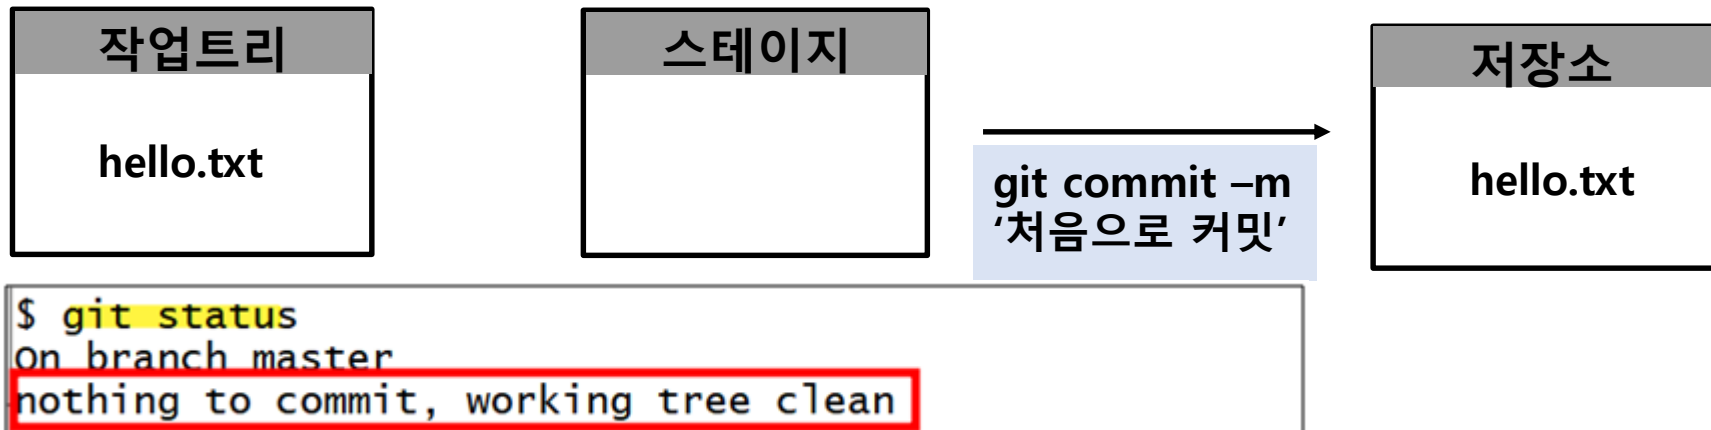 작업트리
스테이지
저장소
hello.txt
git commit –m
‘처음으로 커밋’
hello.txt
$ git status
On branch master
nothing to commit, working tree clean